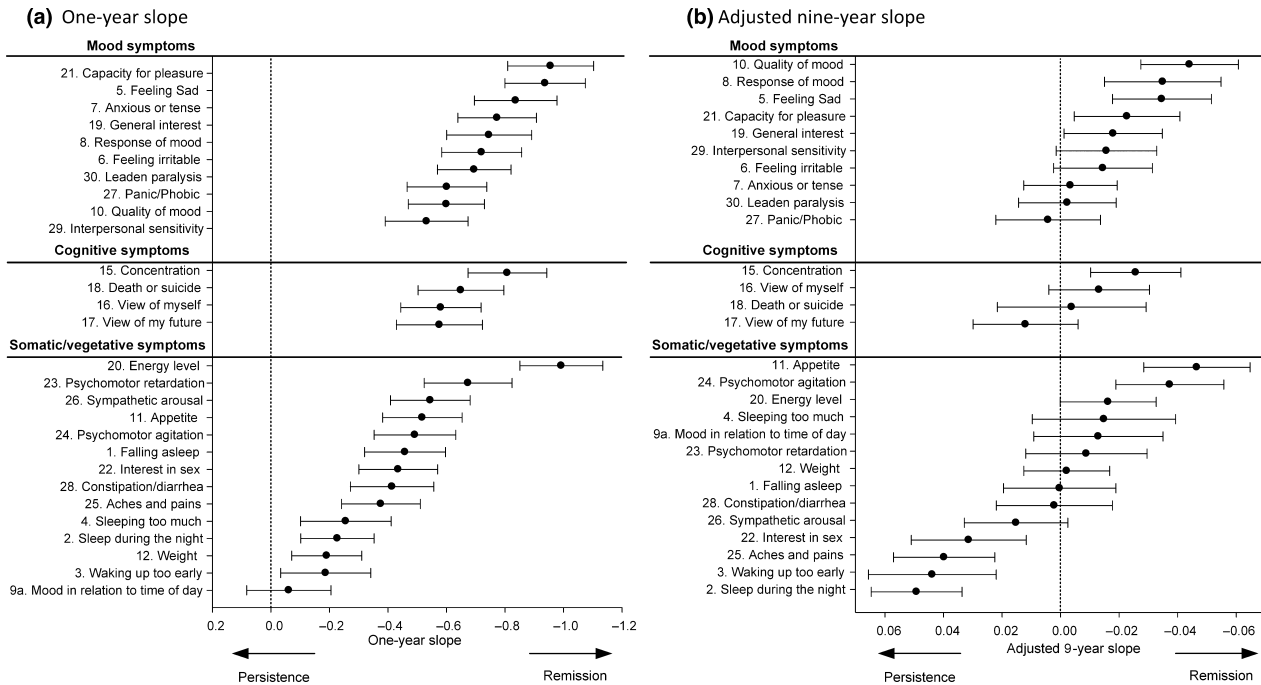 (a) One-year slope
Mood symptoms
21. Capacity for pleasure
5. Feeling Sad
7. Anxious or tense
19. General interest
8. Response of mood
6. Feeling irritable
30. Leaden paralysis
27. Panic/Phobic
10. Quality of mood
29. Interpersonal sensitivity
Cognitive symptoms
15. Concentration
18. Death or suicide
16. View of myself
17. View of my future
Somatic/vegetative symptoms
20. Energy level
23. Psychomotor retardation
26. Sympathetic arousal
11. Appetite
24. Psychomotor agitation
1. Falling asleep
22. Interest in sex
28. Constipation/diarrhea
25. Aches and pains
4. Sleeping too much
2. Sleep during the night
12. Weight
3. Waking up too early
9a. Mood in relation to time of day
0.2 0.0 –0.2 –0.4 –0.6 –0.8 –1.0 –1.2
One-year slope
Persistence Remission
(b) Adjusted nine-year slope
Mood symptoms
10. Quality of mood
8. Response of mood
5. Feeling Sad
21. Capacity for pleasure
19. General interest
29. Interpersonal sensitivity
6. Feeling irritable
7. Anxious or tense
30. Leaden paralysis
27. Panic/Phobic
Cognitive symptoms
15. Concentration
16. View of myself
18. Death or suicide
17. View of my future
Somatic/vegetative symptoms
11. Appetite
24. Psychomotor agitation
20. Energy level
4. Sleeping too much
9a. Mood in relation to time of day
23. Psychomotor retardation
12. Weight
1. Falling asleep
28. Constipation/diarrhea
26. Sympathetic arousal
22. Interest in sex
25. Aches and pains
3. Waking up too early
2. Sleep during the night
0.06 0.04 0.02 0.00 –0.02 –0.04 –0.06
Adjusted 9-year slope
Persistence Remission